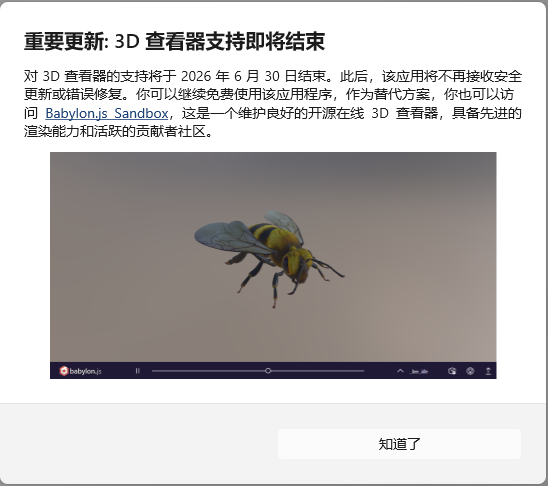 重要更新: 3D 查看器支持即将结束
对 3D 查看器的支持将于 2026 年 6 月 30 日结束。此后，该应用将不再接收安全
更新或错误修复。你可以继续免费使用该应用程序，作为替代方案，你也可以访
问 Babylon.js Sandbox，这是一个维护良好的开源在线 3D 查看器，具备先进的
渲染能力和活跃的贡献者社区。
babylon.js
知道了